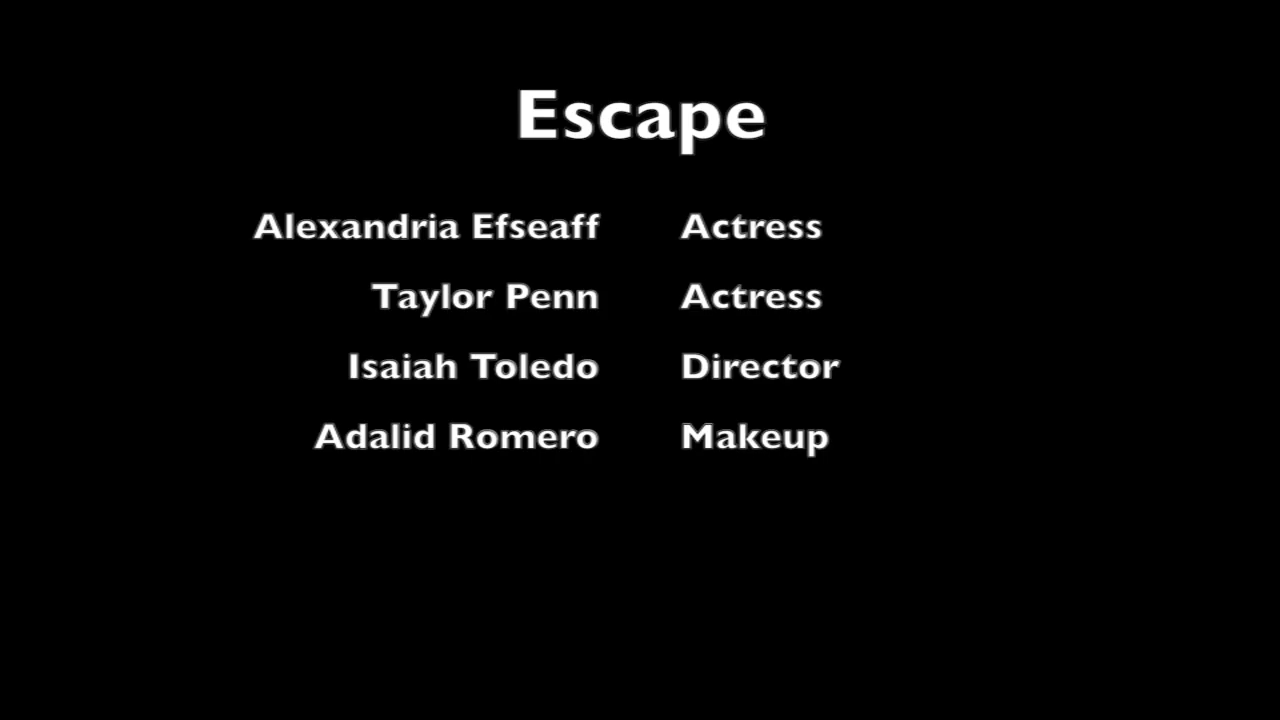 Escape
Alexandria Efseaff Actress
Taylor Penn Actress
Isaiah Toledo Director
Adalid Romero Makeup